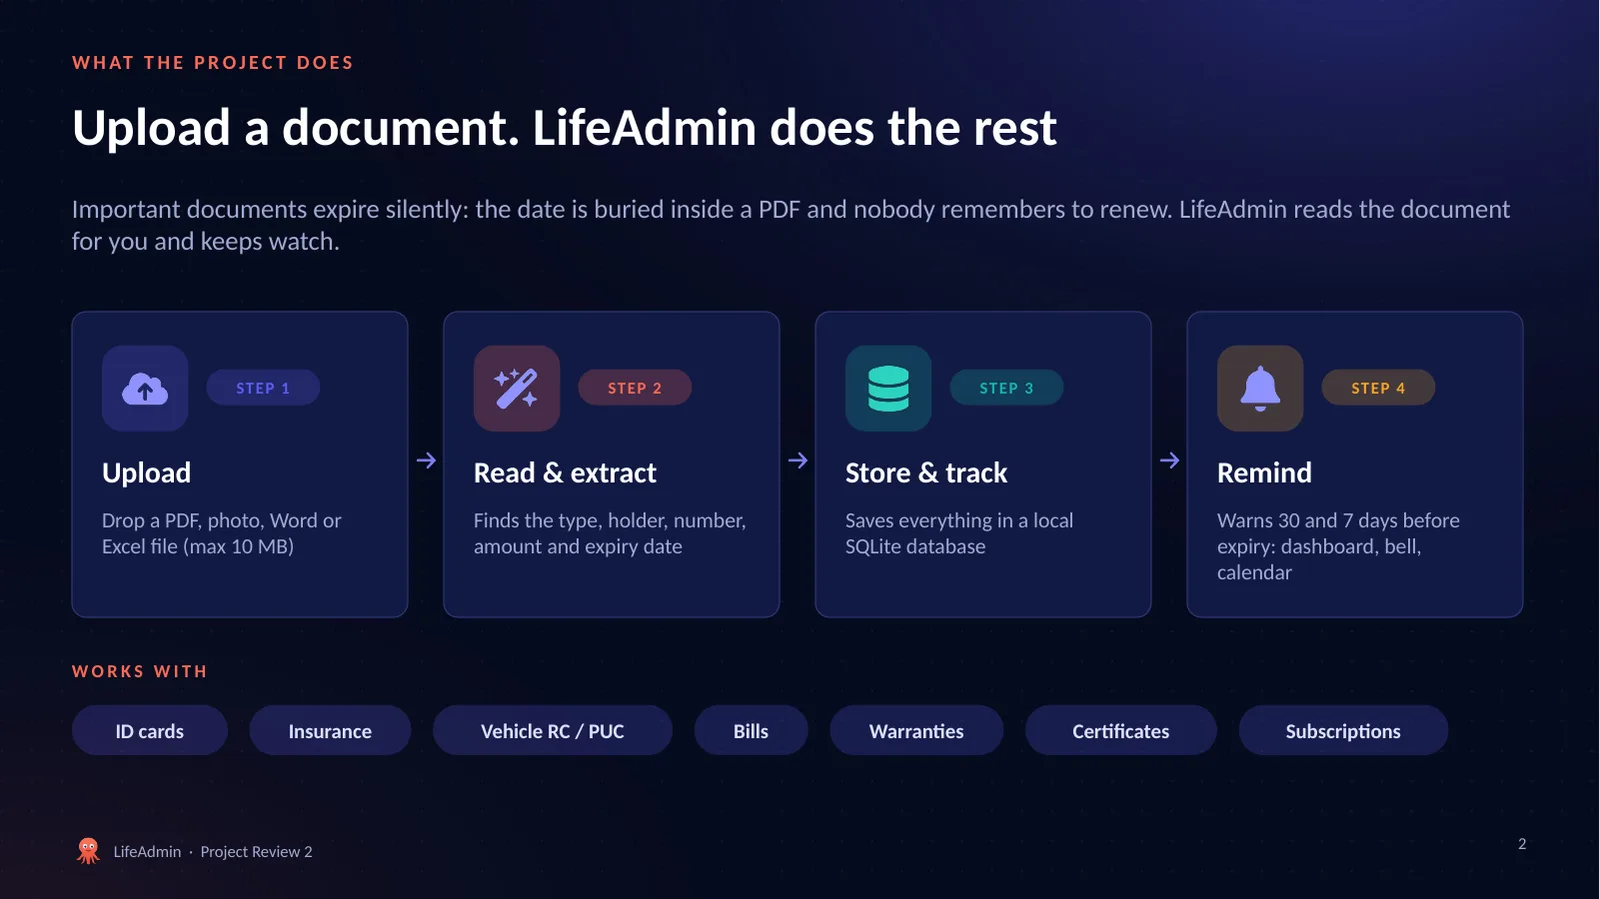 WHAT THE PROJECT DOES
Upload a document. LifeAdmin does the rest
Important documents expire silently: the date is buried inside a PDF and nobody remembers to renew. LifeAdmin reads the document
for you and keeps watch.
STEP 1
Upload
Drop a PDF, photo, Word or
Excel file (max 10 MB)
STEP 2
Read & extract
Finds the type, holder, number,
amount and expiry date
STEP 3
Store & track
Saves everything in a local
SQLite database
STEP 4
Remind
Warns 30 and 7 days before
expiry: dashboard, bell,
calendar
WORKS WITH
ID cards
Insurance
Vehicle RC / PUC
Bills
Warranties
Certificates
Subscriptions
LifeAdmin · Project Review 2
2